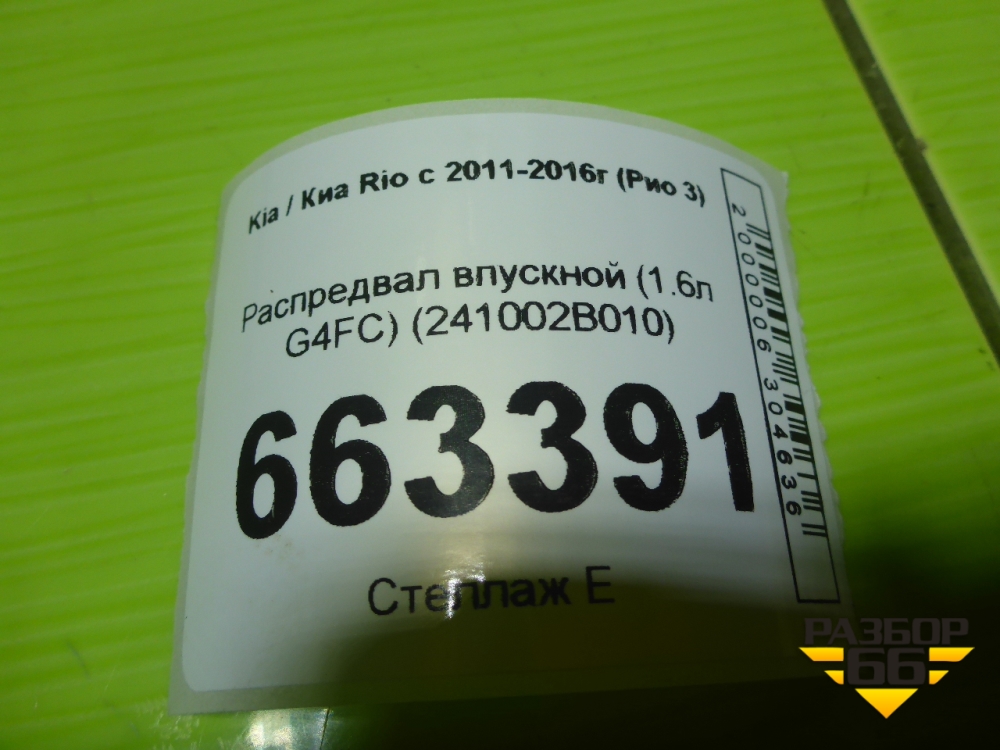 Kia / Киа Rio с 2011-2016г (Рио 3)
Распредвал впускной (1.6л
G4FC) (241002B010)
663391
Стеллаж Е
2000006304636
РАЗБОР
66